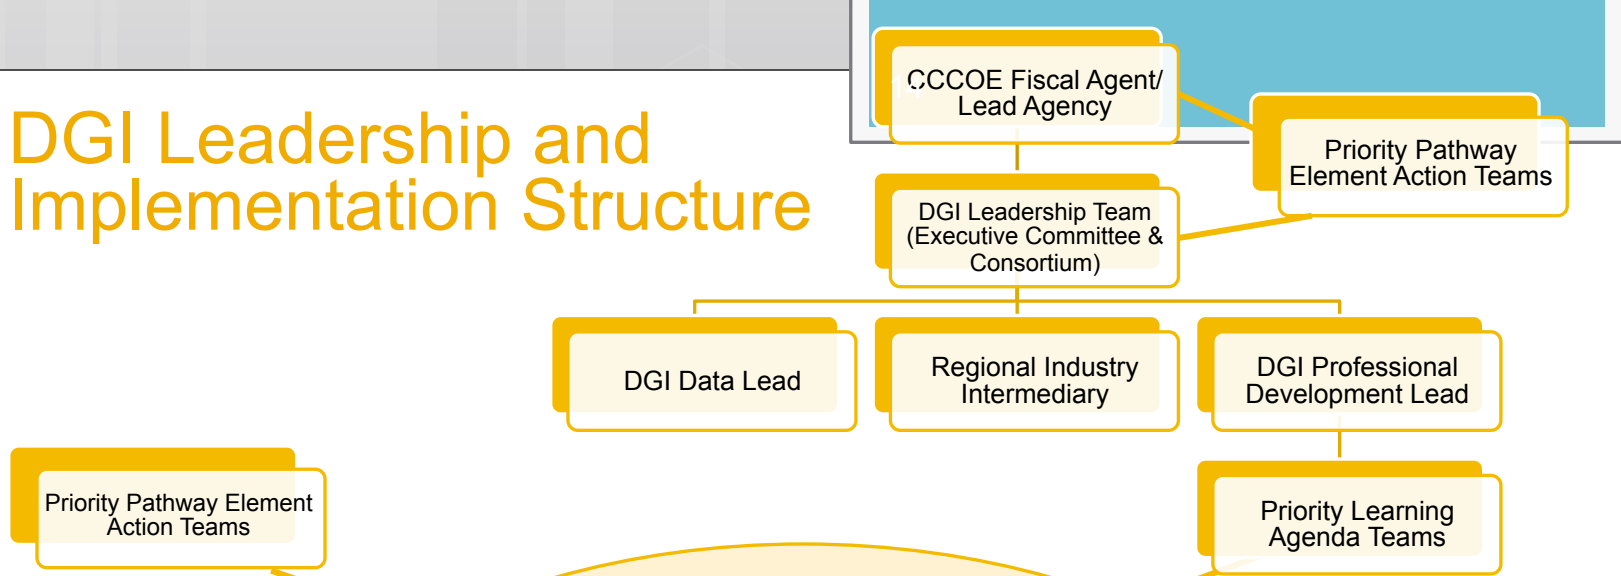 DGI Leadership and
Implementation Structure
CCCOE Fiscal Agent/
Lead Agency
Priority Pathway
Element Action Teams
DGI Leadership Team
(Executive Committee &
Consortium)
DGI Data Lead
Regional Industry
Intermediary
DGI Professional
Development Lead
Priority Pathway Element
Action Teams
Priority Learning
Agenda Teams